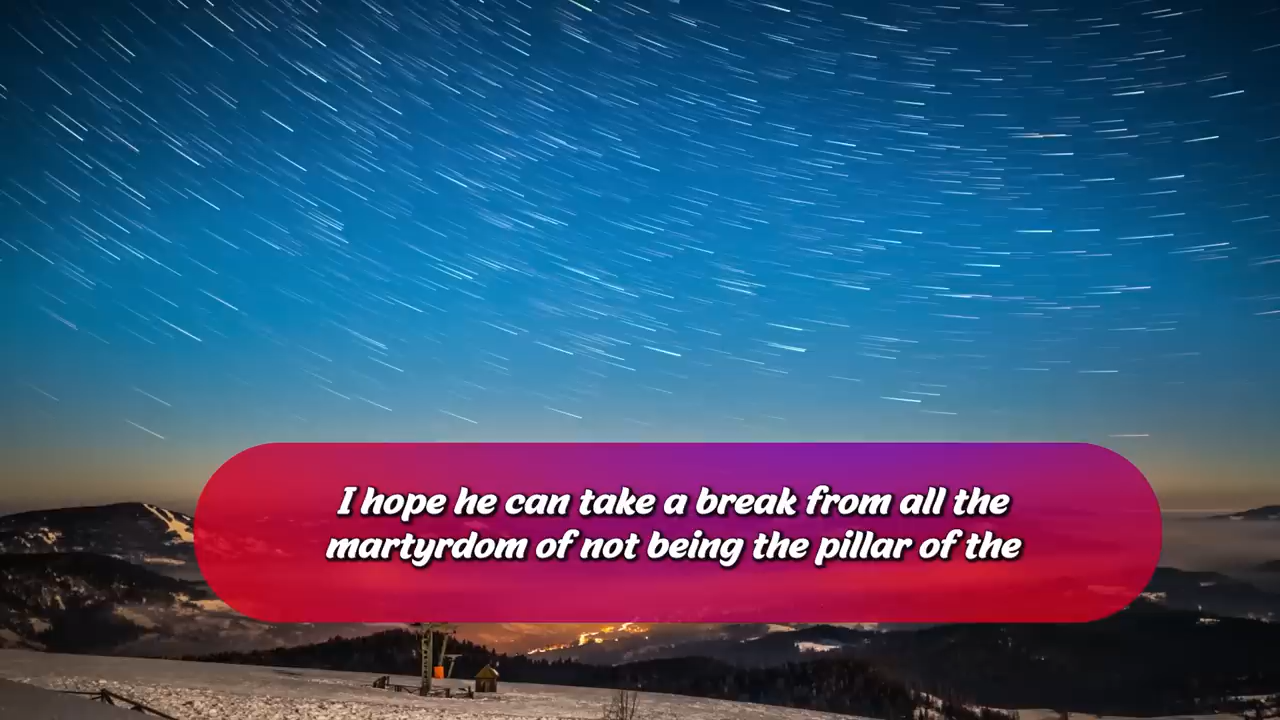 I hope he can take a break from all the
martyrdom of not being the pillar of the